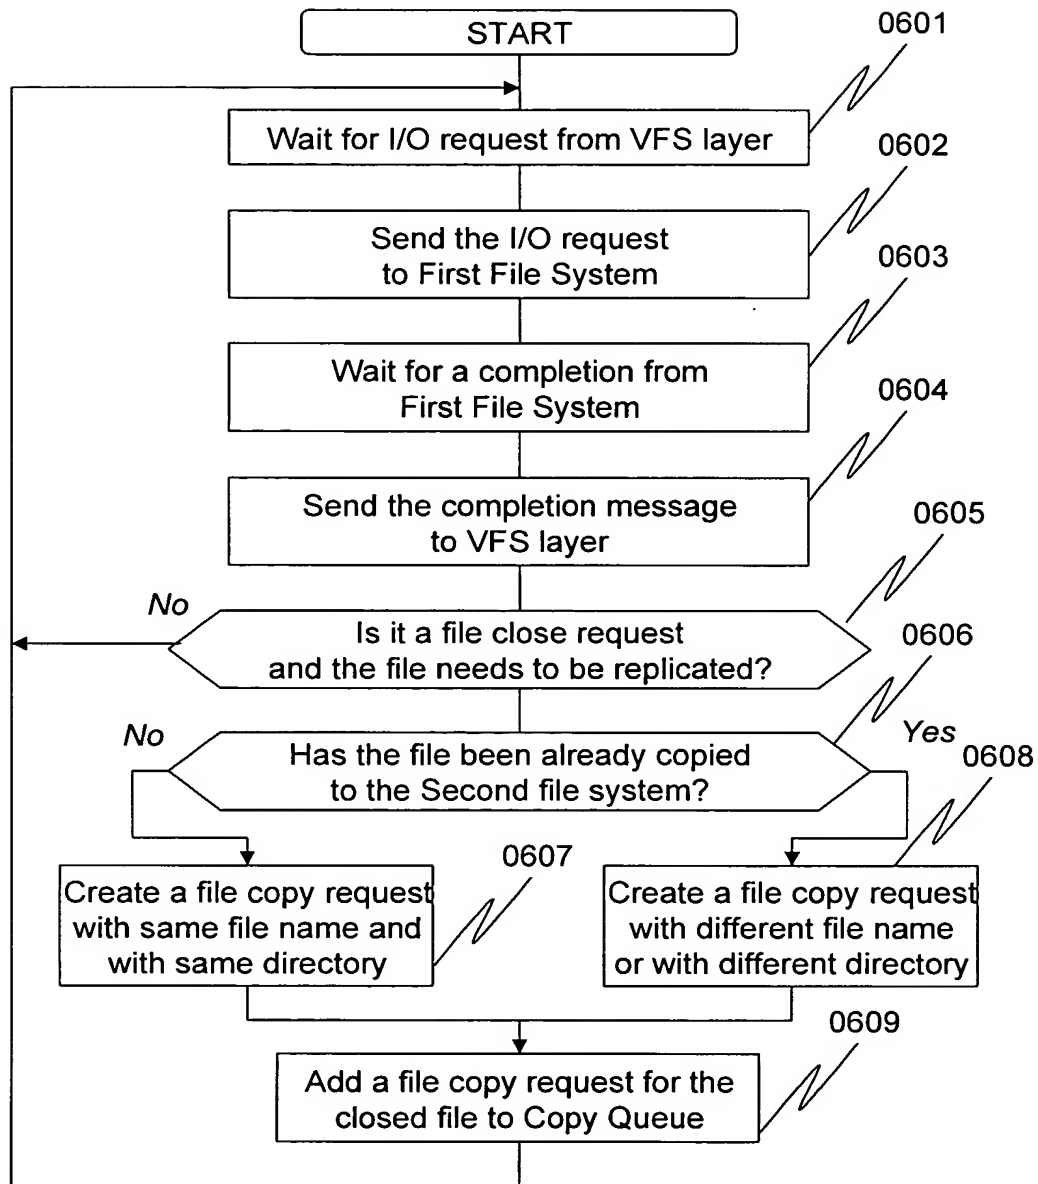 START
0601
Wait for I/O request from VFS layer
0602
Send the I/O request
to First File System
0603
Wait for a completion from
First File System
0604
Send the completion message
to VFS layer
0605
No
Is it a file close request
and the file needs to be replicated?
0606
No
Has the file been already copied
to the Second file system?
Yes
0608
0607
Create a file copy request
with same file name and
with same directory
Create a file copy request
with different file name
or with different directory
0609
Add a file copy request for the
closed file to Copy Queue